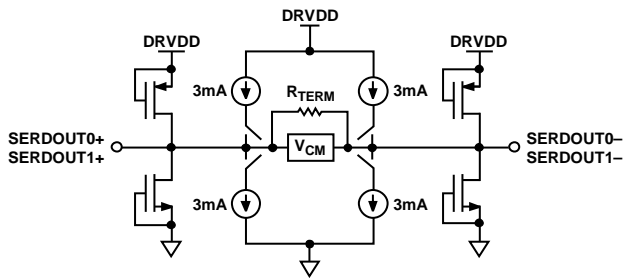 DRVDD
DRVDD
DRVDD
3mA
RTERM
3mA
SERDOUT0+
SERDOUT1+
VCM
SERDOUT0–
SERDOUT1–
3mA
3mA